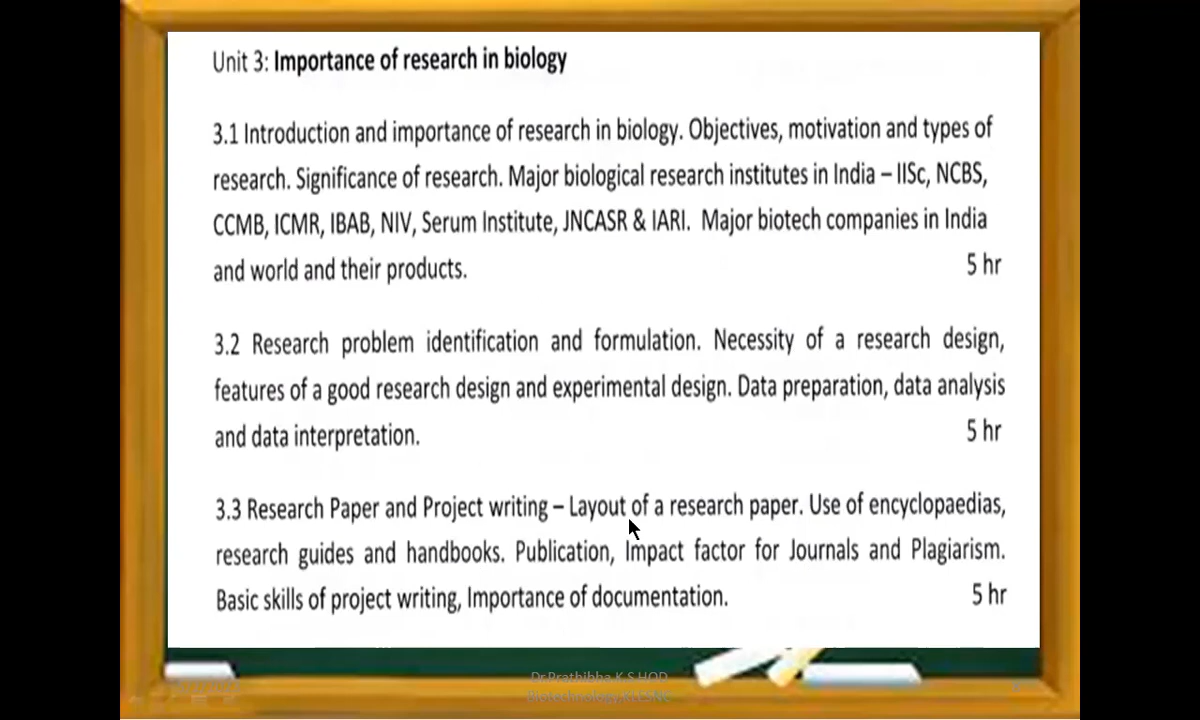 Unit 3: Importance of research in biology
3.1 Introduction and importance of research in biology. Objectives, motivation and types of
research. Significance of research. Major biological research institutes in India – IISc, NCBS,
CCMB, ICMR, IBAB, NIV, Serum Institute, JNCASR & IARI. Major biotech companies in India
and world and their products. 5 hr
3.2 Research problem identification and formulation. Necessity of a research design,
features of a good research design and experimental design. Data preparation, data analysis
and data interpretation. 5 hr
3.3 Research Paper and Project writing – Layout of a research paper. Use of encyclopaedias,
research guides and handbooks. Publication, Impact factor for Journals and Plagiarism.
Basic skills of project writing, Importance of documentation. 5 hr
Dr.Prathibha K S HOD
Biotechnology,